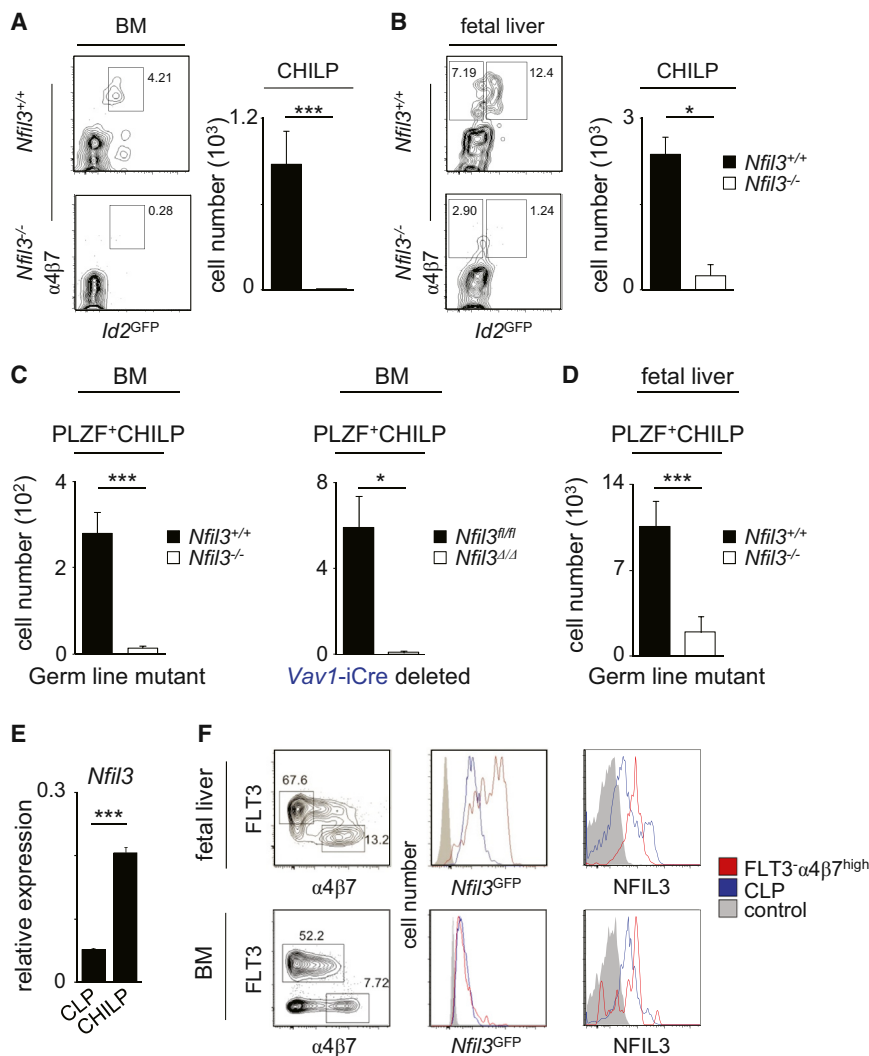 A
BM
Nfil3+/+
4.21
Nfil3-/-
0.28
α4β7
Id2GFP
CHILP
***
1.2
0
cell number (10³)
B
fetal liver
Nfil3+/+
7.19
12.4
Nfil3-/-
2.90
1.24
α4β7
Id2GFP
CHILP
*
3
0
cell number (10³)
Nfil3+/+
Nfil3-/-
C
BM
PLZF+CHILP
***
4
2
0
cell number (10²)
Nfil3+/+
Nfil3-/-
Germ line mutant
BM
PLZF+CHILP
*
8
4
0
Nfil3fl/fl
Nfil3Δ/Δ
Vav1-iCre deleted
D
fetal liver
PLZF+CHILP
***
14
7
0
cell number (10³)
Nfil3+/+
Nfil3-/-
Germ line mutant
E
Nfil3
***
0.3
0
relative expression
CLP
CHILP
F
fetal liver
FLT3
67.6
13.2
α4β7
cell number
Nfil3GFP
NFIL3
BM
FLT3
52.2
7.72
α4β7
Nfil3GFP
NFIL3
FLT3-α4β7high
CLP
control